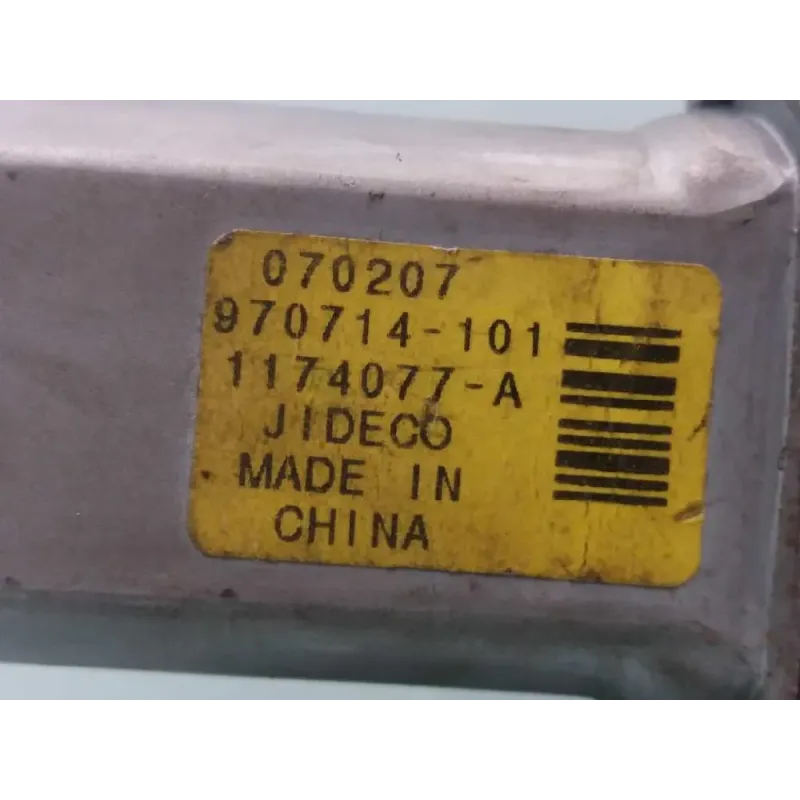 070207
970714-101
1174077-A
JIDECO
MADE IN
CHINA